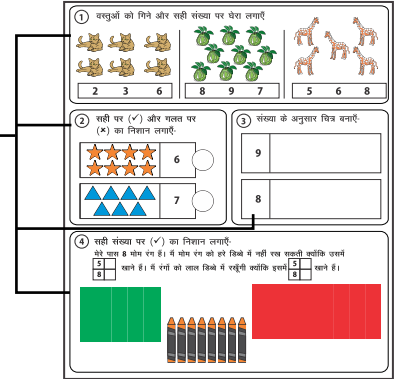 1 वस्तुओं को गिने और सही संख्या पर घेरा लगाएँ
2 3 6
8 9 7
5 6 8
2 सही पर (✓) और गलत पर
(×) का निशान लगाएँ-
6
7
3 संख्या के अनुसार चित्र बनाएँ-
9
8
4 सही संख्या पर (✓) का निशान लगाएँ-
मेरे पास 8 मोम रंग हैं। मैं मोम रंग को हरे डिब्बे में नहीं रख सकती क्योंकि उसमें
5
8
खाने हैं। मैं रंगों को लाल डिब्बे में रखूँगी क्योंकि इसमें
5
8
खाने हैं।